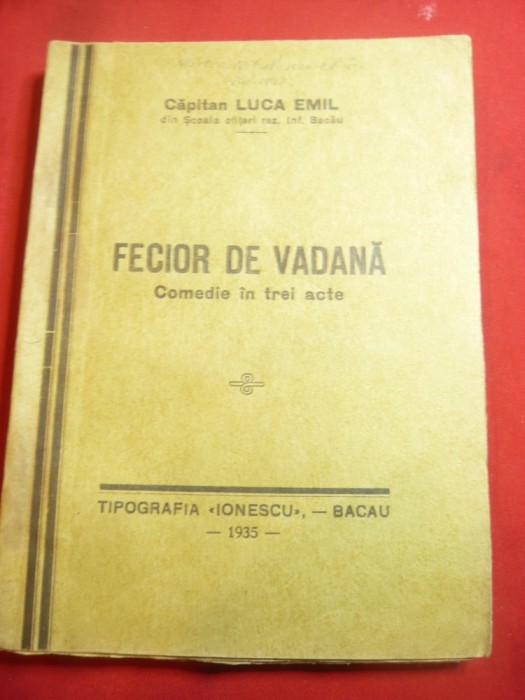 Căpitan LUCA EMIL
din Școala ofițeri rez. Inf. Bacău
FECIOR DE VADANĂ
Comedie în trei acte
TIPOGRAFIA «IONESCU», — BACAU
— 1935 —